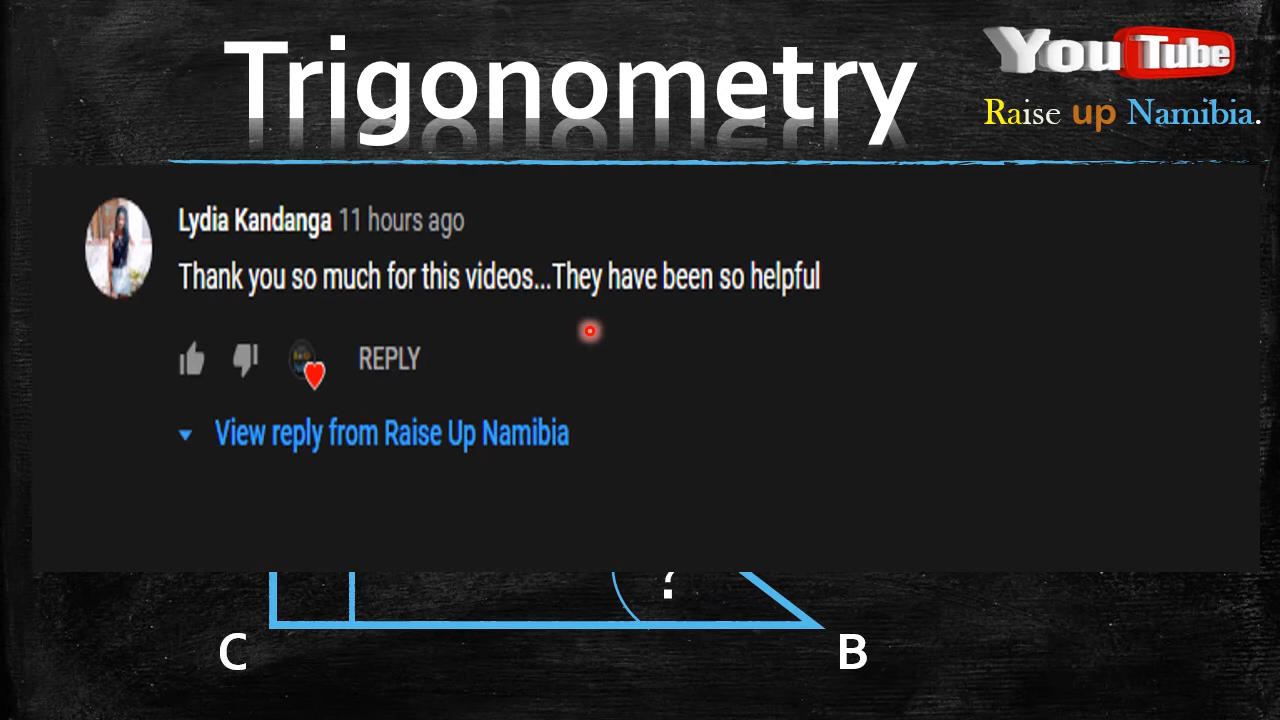 Trigonometry
YouTube
Raise up Namibia.
Lydia Kandanga 11 hours ago
Thank you so much for this videos...They have been so helpful
REPLY
View reply from Raise Up Namibia
?
C
B